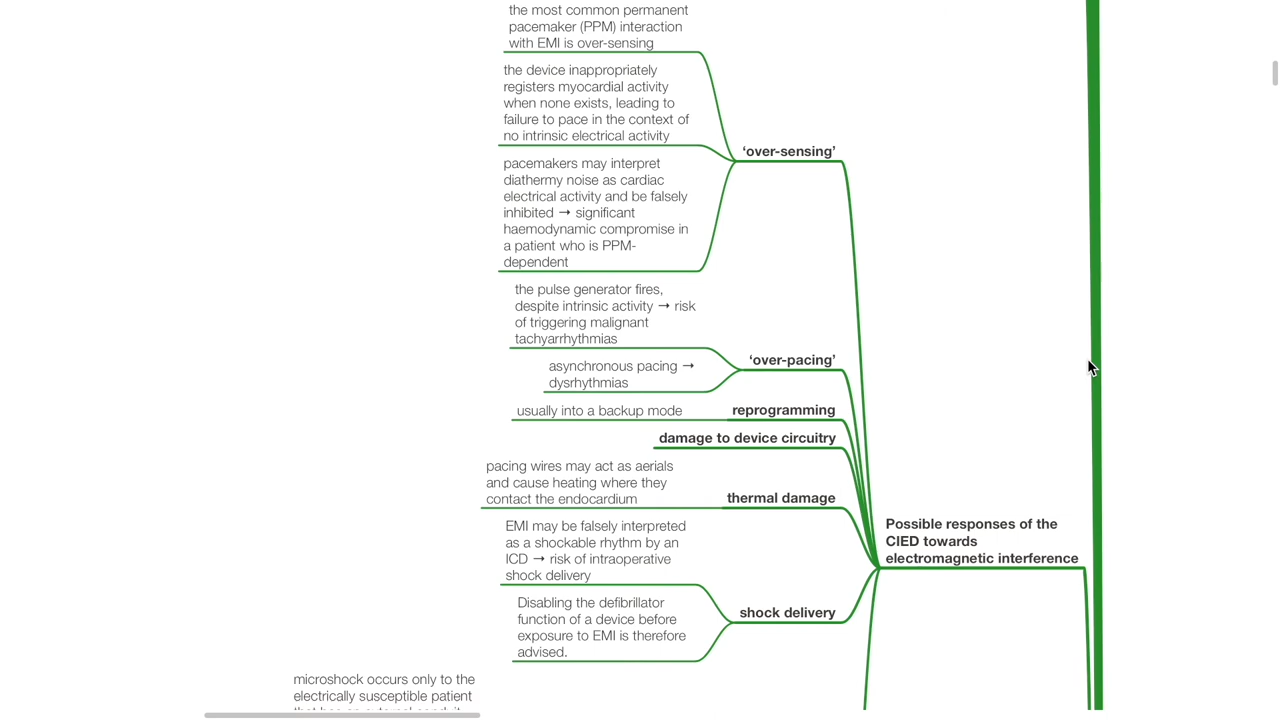 the most common permanent
pacemaker (PPM) interaction
with EMI is over-sensing
the device inappropriately
registers myocardial activity
when none exists, leading to
failure to pace in the context of
no intrinsic electrical activity
pacemakers may interpret
diathermy noise as cardiac
electrical activity and be falsely
inhibited → significant
haemodynamic compromise in
a patient who is PPM-
dependent
‘over-sensing’
the pulse generator fires,
despite intrinsic activity → risk
of triggering malignant
tachyarrhythmias
asynchronous pacing →
dysrhythmias
‘over-pacing’
usually into a backup mode
reprogramming
damage to device circuitry
pacing wires may act as aerials
and cause heating where they
contact the endocardium
thermal damage
EMI may be falsely interpreted
as a shockable rhythm by an
ICD → risk of intraoperative
shock delivery
Disabling the defibrillator
function of a device before
exposure to EMI is therefore
advised.
shock delivery
Possible responses of the
CIED towards
electromagnetic interference
microshock occurs only to the
electrically susceptible patient